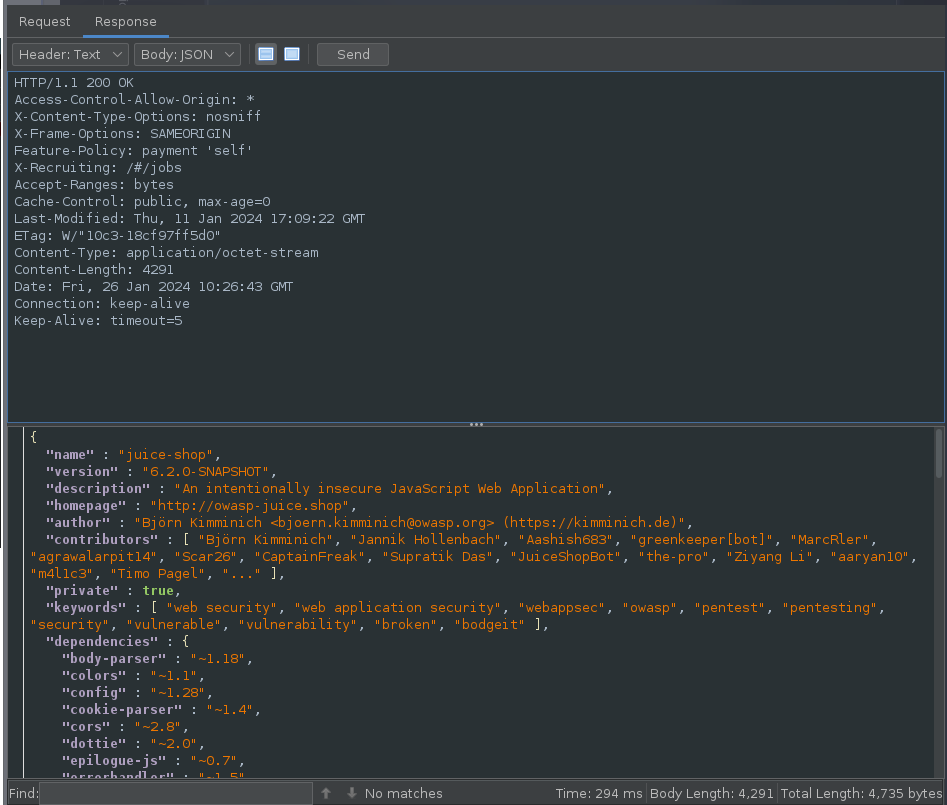 Request Response
Header: Text Body: JSON Send
HTTP/1.1 200 OK
Access-Control-Allow-Origin: *
X-Content-Type-Options: nosniff
X-Frame-Options: SAMEORIGIN
Feature-Policy: payment 'self'
X-Recruiting: /#/jobs
Accept-Ranges: bytes
Cache-Control: public, max-age=0
Last-Modified: Thu, 11 Jan 2024 17:09:22 GMT
ETag: W/"10c3-18cf97ff5d0"
Content-Type: application/octet-stream
Content-Length: 4291
Date: Fri, 26 Jan 2024 10:26:43 GMT
Connection: keep-alive
Keep-Alive: timeout=5
{
"name" : "juice-shop",
"version" : "6.2.0-SNAPSHOT",
"description" : "An intentionally insecure JavaScript Web Application",
"homepage" : "http://owasp-juice.shop",
"author" : "Björn Kimminich <bjoern.kimminich@owasp.org> (https://kimminich.de)",
"contributors" : [ "Björn Kimminich", "Jannik Hollenbach", "Aashish683", "greenkeeper[bot]", "MarcRler",
"agrawalarpit14", "Scar26", "CaptainFreak", "Supratik Das", "JuiceShopBot", "the-pro", "Ziyang Li", "aaryan10",
"m4l1c3", "Timo Pagel", "..." ],
"private" : true,
"keywords" : [ "web security", "web application security", "webappsec", "owasp", "pentest", "pentesting",
"security", "vulnerable", "vulnerability", "broken", "bodgeit" ],
"dependencies" : {
"body-parser" : "~1.18",
"colors" : "~1.1",
"config" : "~1.28",
"cookie-parser" : "~1.4",
"cors" : "~2.8",
"dottie" : "~2.0",
"epilogue-js" : "~0.7",
"errorhandler" : "~1.5"
Find: No matches Time: 294 ms Body Length: 4,291 Total Length: 4,735 bytes